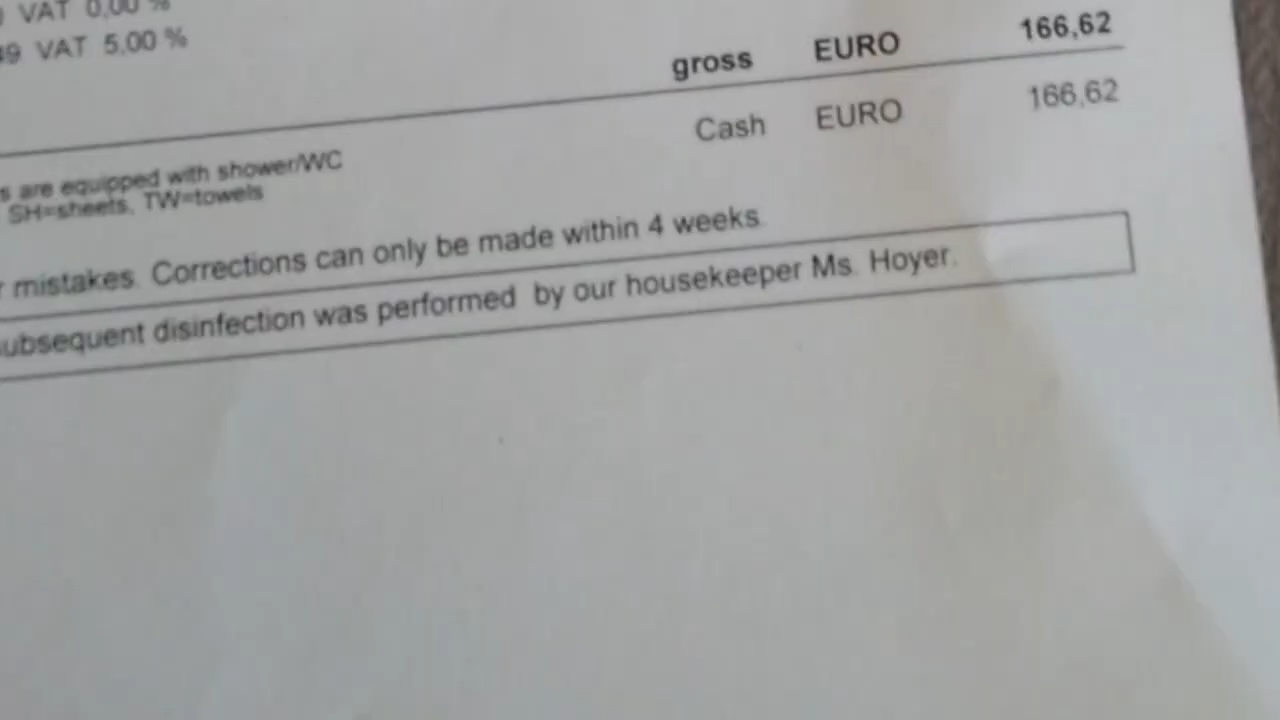 VAT 0,00 %
49 VAT 5,00 %
gross EURO 166,62
Cash EURO 166,62
s are equipped with shower/WC
SH=sheets, TW=towels
r mistakes. Corrections can only be made within 4 weeks.
subsequent disinfection was performed by our housekeeper Ms. Hoyer.